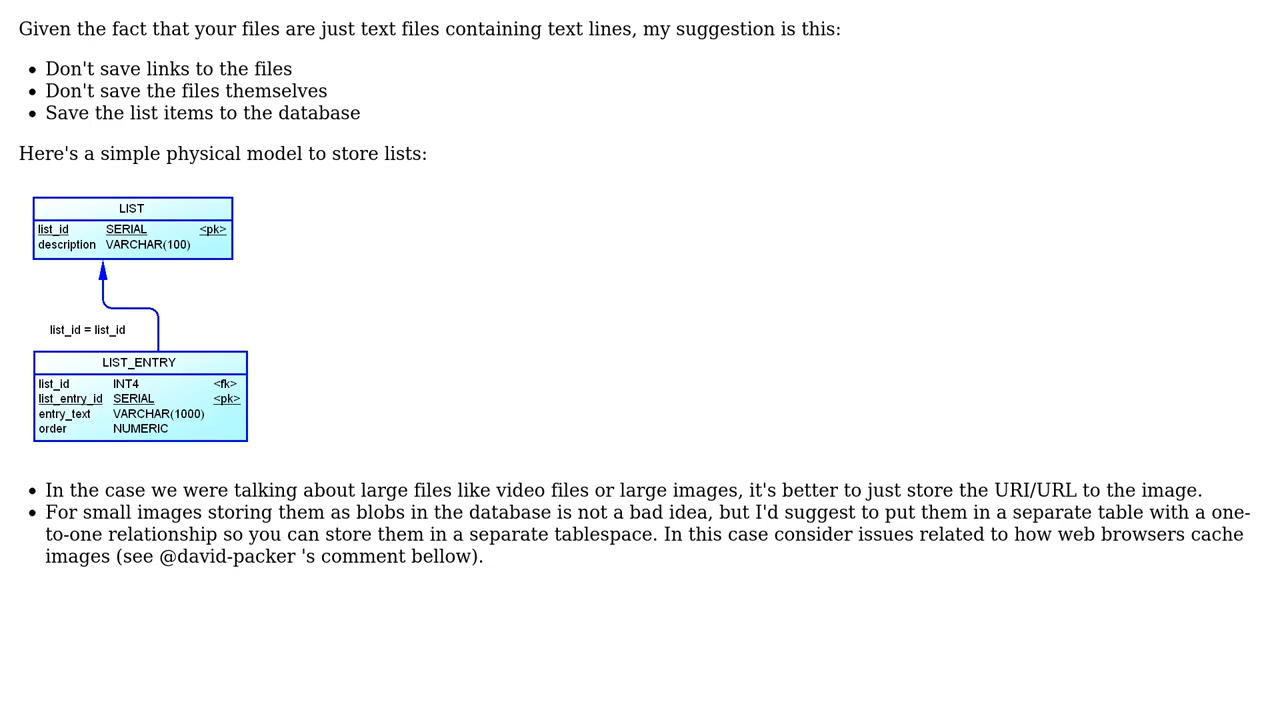 Given the fact that your files are just text files containing text lines, my suggestion is this:
• Don't save links to the files
• Don't save the files themselves
• Save the list items to the database
Here's a simple physical model to store lists:
LIST
list_id SERIAL <pk>
description VARCHAR(100)
list_id = list_id
LIST_ENTRY
list_id INT4 <fk>
list_entry_id SERIAL <pk>
entry_text VARCHAR(1000)
order NUMERIC
• In the case we were talking about large files like video files or large images, it's better to just store the URI/URL to the image.
• For small images storing them as blobs in the database is not a bad idea, but I'd suggest to put them in a separate table with a one-
to-one relationship so you can store them in a separate tablespace. In this case consider issues related to how web browsers cache
images (see @david-packer 's comment bellow).